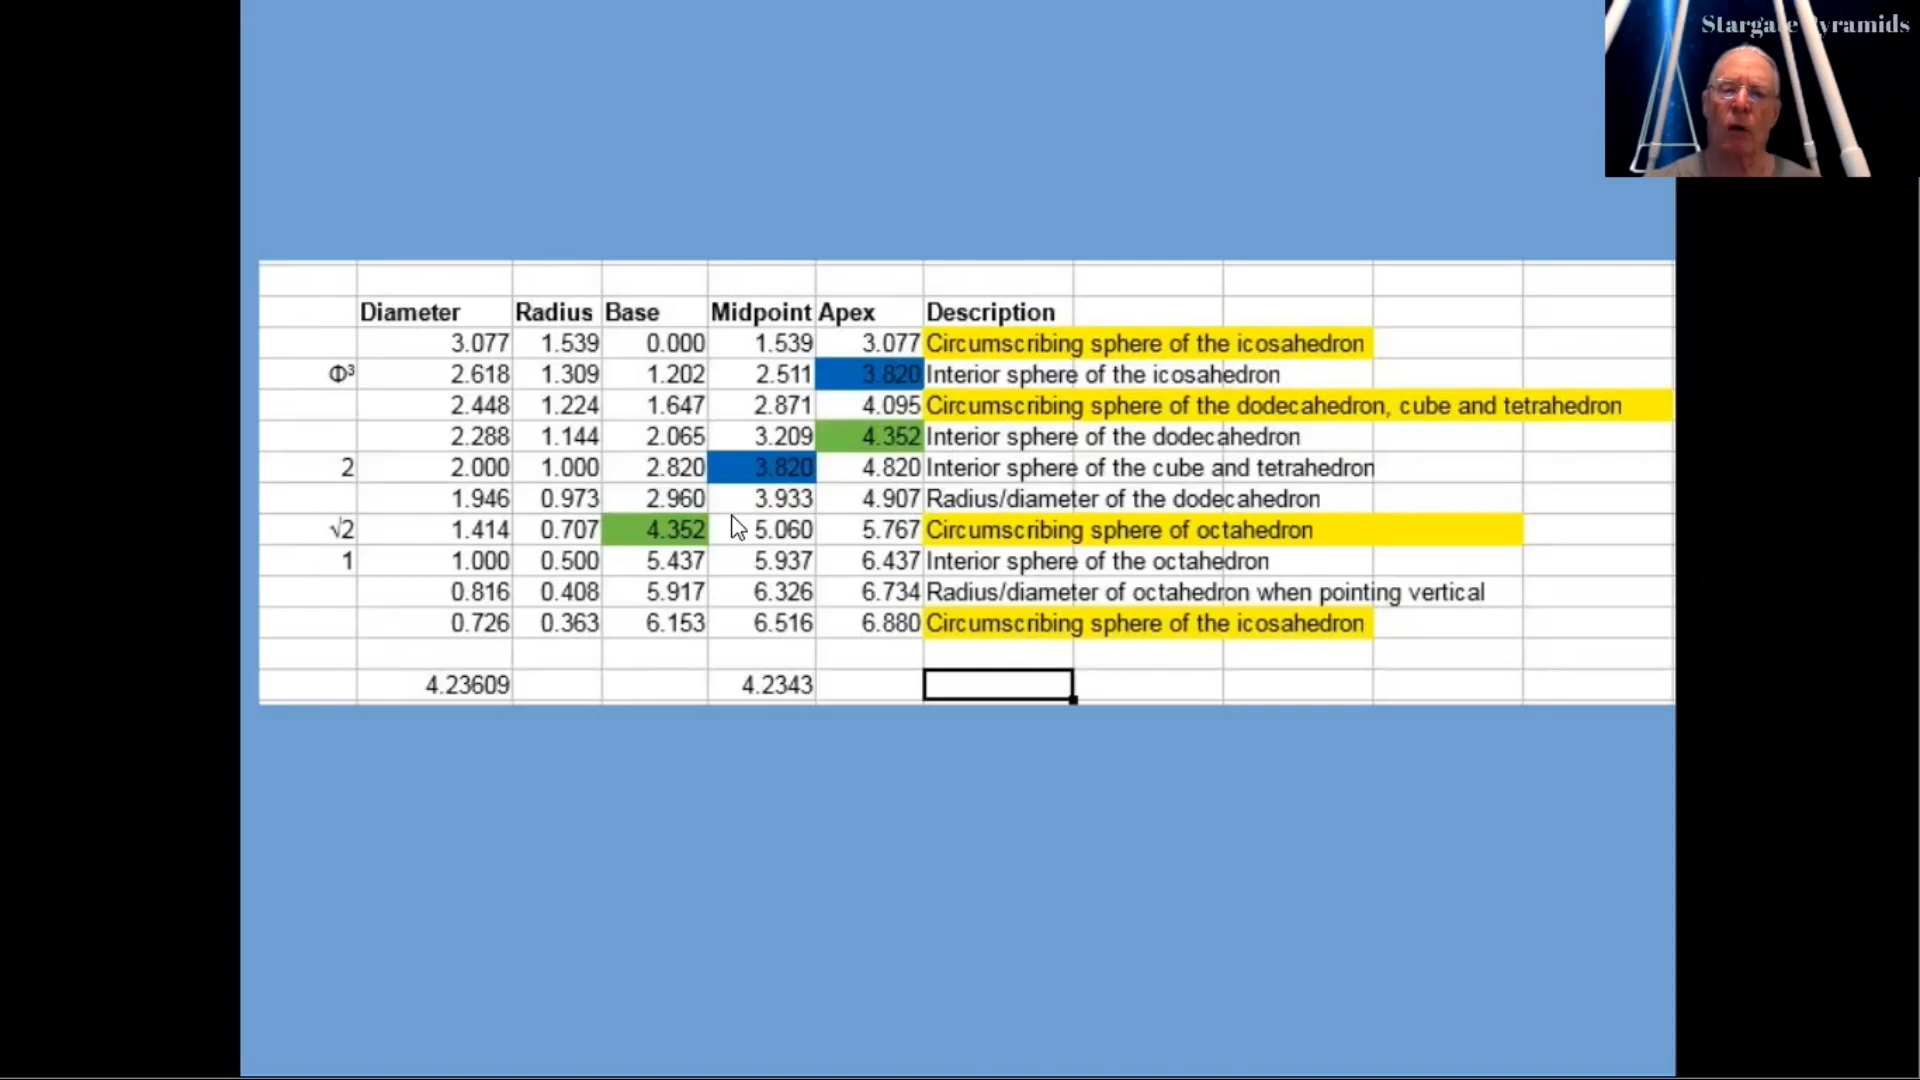 Stargate Pyramids
Diameter Radius Base Midpoint Apex Description
3.077 1.539 0.000 1.539 3.077 Circumscribing sphere of the icosahedron
Φ³ 2.618 1.309 1.202 2.511 3.820 Interior sphere of the icosahedron
2.448 1.224 1.647 2.871 4.095 Circumscribing sphere of the dodecahedron, cube and tetrahedron
2.288 1.144 2.065 3.209 4.352 Interior sphere of the dodecahedron
2 2.000 1.000 2.820 3.820 4.820 Interior sphere of the cube and tetrahedron
1.946 0.973 2.960 3.933 4.907 Radius/diameter of the dodecahedron
√2 1.414 0.707 4.352 5.060 5.767 Circumscribing sphere of octahedron
1 1.000 0.500 5.437 5.937 6.437 Interior sphere of the octahedron
0.816 0.408 5.917 6.326 6.734 Radius/diameter of octahedron when pointing vertical
0.726 0.363 6.153 6.516 6.880 Circumscribing sphere of the icosahedron
4.23609 4.2343